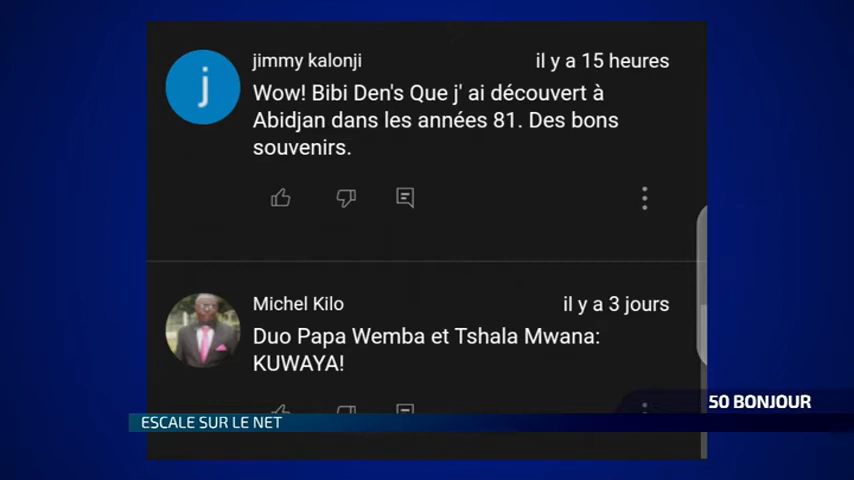 j
jimmy kalonji
il y a 15 heures
Wow! Bibi Den's Que j' ai découvert à
Abidjan dans les années 81. Des bons
souvenirs.
Michel Kilo
il y a 3 jours
Duo Papa Wemba et Tshala Mwana:
KUWAYA!
50 BONJOUR
ESCALE SUR LE NET